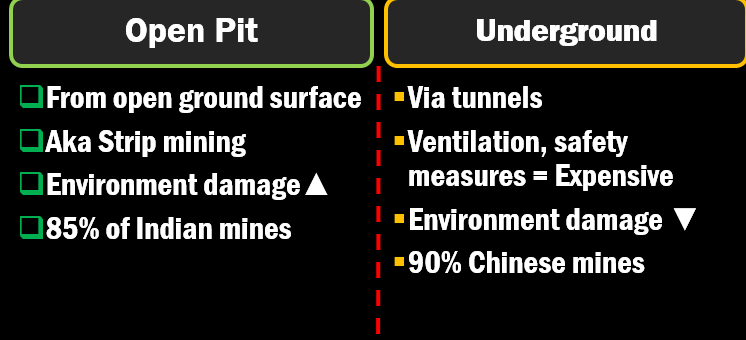 Open Pit
From open ground surface
Aka Strip mining
Environment damage▲
85% of Indian mines
Underground
Via tunnels
Ventilation, safety
measures = Expensive
Environment damage ▼
90% Chinese mines